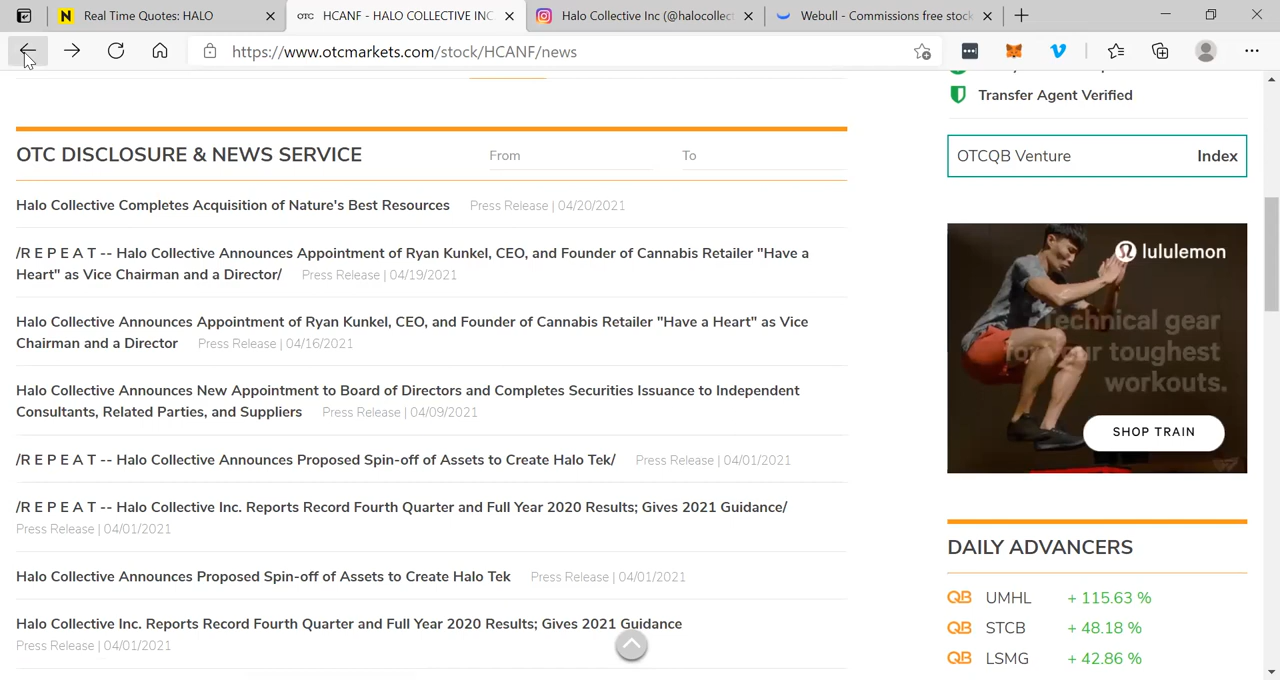 Real Time Quotes: HALO
OTC HCANF - HALO COLLECTIVE INC
Halo Collective Inc (@halocollect
Webull - Commissions free stock
https://www.otcmarkets.com/stock/HCANF/news
Transfer Agent Verified
OTC DISCLOSURE & NEWS SERVICE From To
OTCQB Venture Index
Halo Collective Completes Acquisition of Nature's Best Resources Press Release | 04/20/2021
/R E P E A T -- Halo Collective Announces Appointment of Ryan Kunkel, CEO, and Founder of Cannabis Retailer "Have a
Heart" as Vice Chairman and a Director/ Press Release | 04/19/2021
Halo Collective Announces Appointment of Ryan Kunkel, CEO, and Founder of Cannabis Retailer "Have a Heart" as Vice
Chairman and a Director Press Release | 04/16/2021
Halo Collective Announces New Appointment to Board of Directors and Completes Securities Issuance to Independent
Consultants, Related Parties, and Suppliers Press Release | 04/09/2021
/R E P E A T -- Halo Collective Announces Proposed Spin-off of Assets to Create Halo Tek/ Press Release | 04/01/2021
/R E P E A T -- Halo Collective Inc. Reports Record Fourth Quarter and Full Year 2020 Results; Gives 2021 Guidance/
Press Release | 04/01/2021
Halo Collective Announces Proposed Spin-off of Assets to Create Halo Tek Press Release | 04/01/2021
Halo Collective Inc. Reports Record Fourth Quarter and Full Year 2020 Results; Gives 2021 Guidance
Press Release | 04/01/2021
lululemon
Technical gear
for your toughest
workouts.
SHOP TRAIN
DAILY ADVANCERS
QB UMHL + 115.63 %
QB STCB + 48.18 %
QB LSMG + 42.86 %